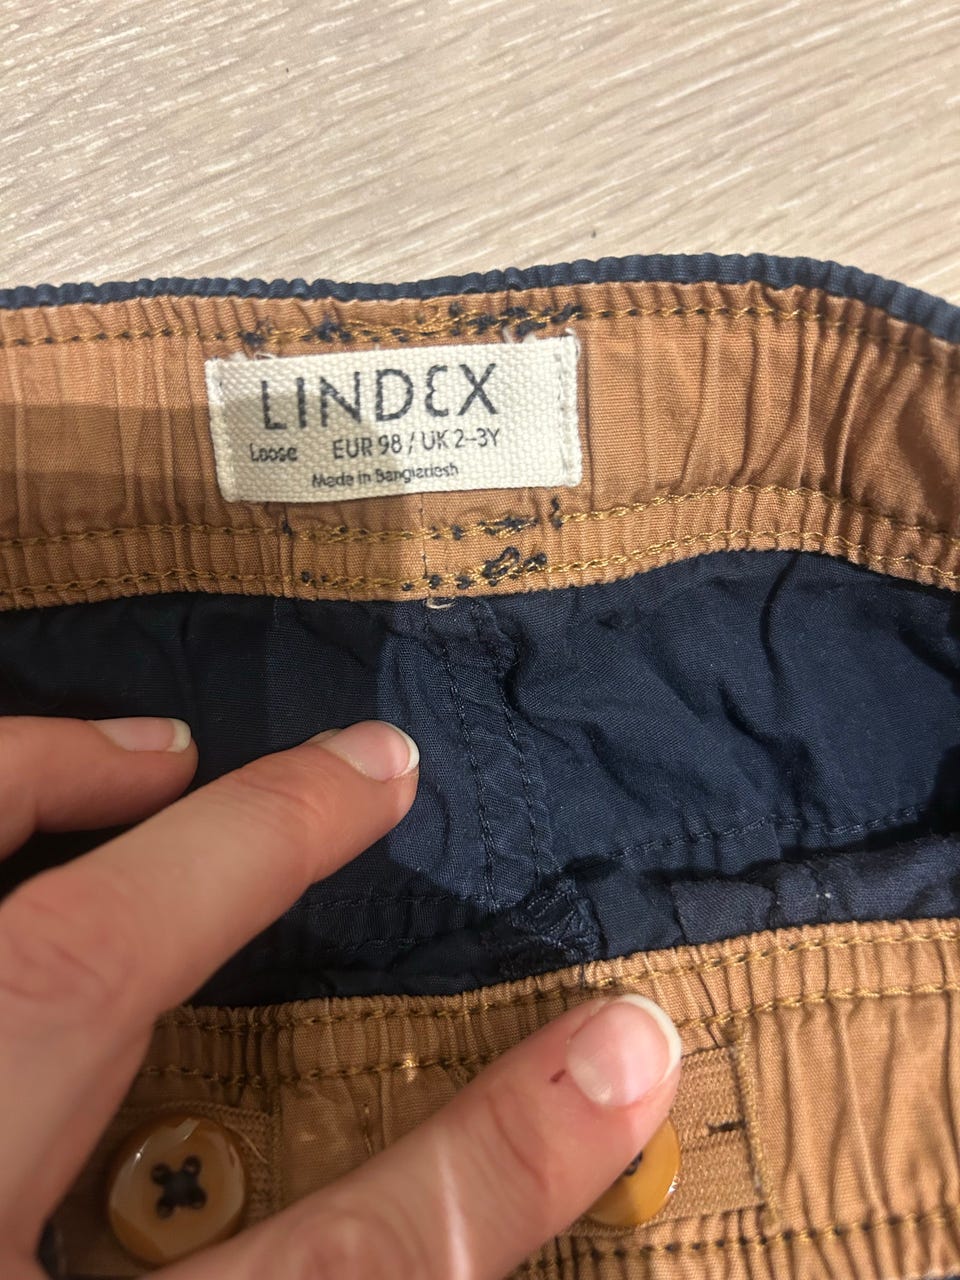 LINDEX
Loose EUR 98 / UK 2-3Y
Made in Bangladesh